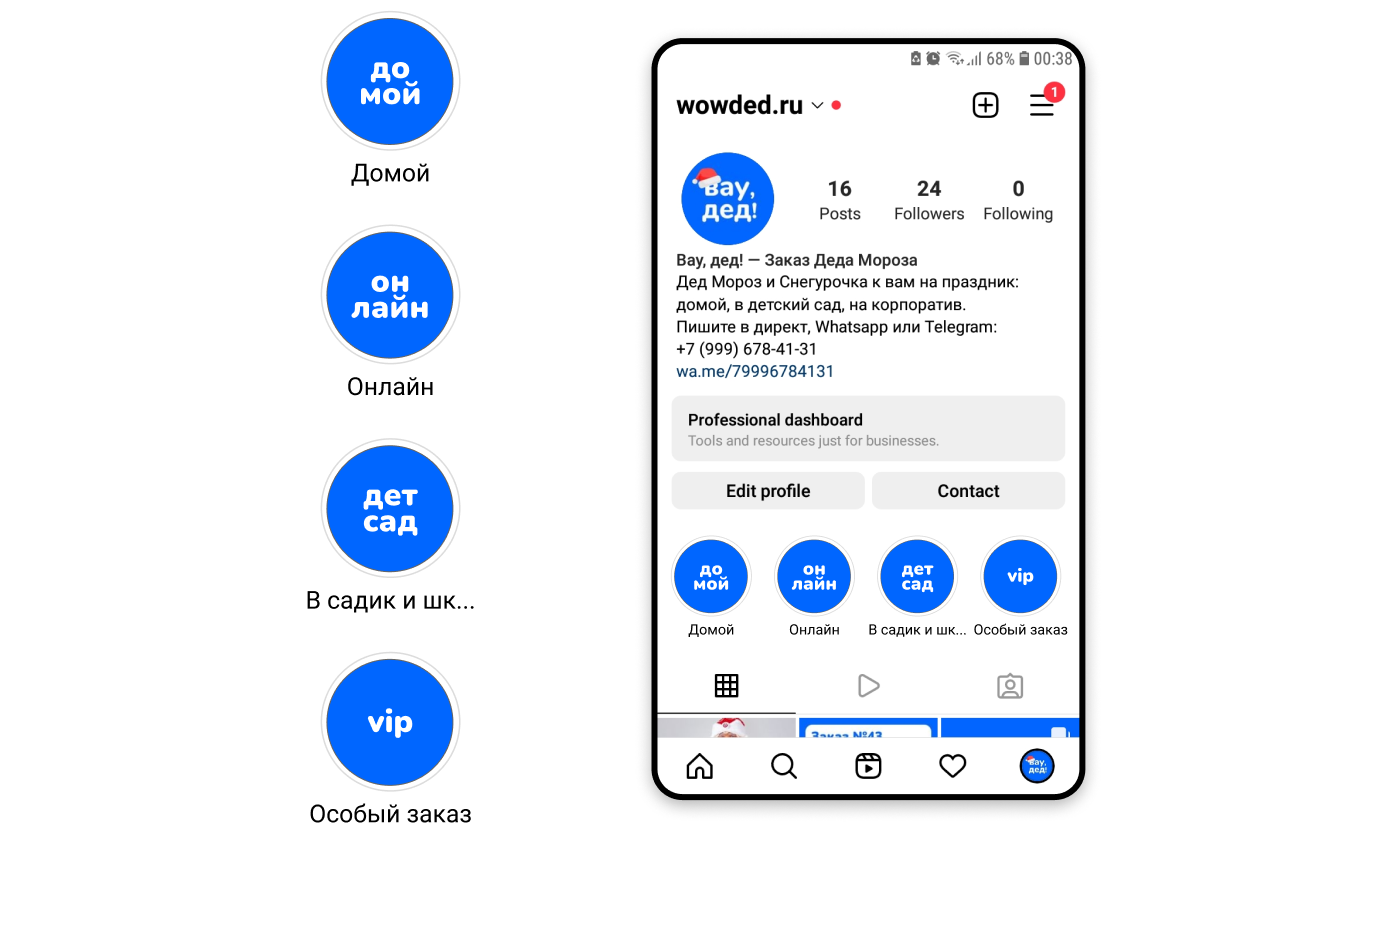 до
мой
Домой
он
лайн
Онлайн
дет
сад
В садик и шк...
vip
Особый заказ
68% 00:38
wowded.ru
1
вау,
дед!
16 24 0
Posts Followers Following
Вау, дед! — Заказ Деда Мороза
Дед Мороз и Снегурочка к вам на праздник:
домой, в детский сад, на корпоратив.
Пишите в директ, Whatsapp или Telegram:
+7 (999) 678-41-31
wa.me/79996784131
Professional dashboard
Tools and resources just for businesses.
Edit profile Contact
до он дет vip
мой лайн сад
Домой Онлайн В садик и шк... Особый заказ
Заказ №43
вау,
дед!